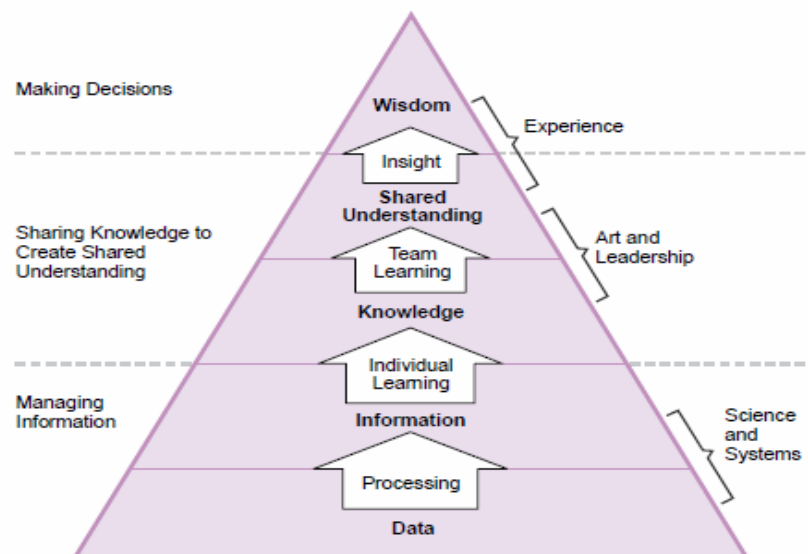 Making Decisions
Wisdom
Experience
Insight
Shared
Understanding
Sharing Knowledge to
Create Shared
Understanding
Art and
Leadership
Team
Learning
Knowledge
Individual
Learning
Managing
Information
Information
Science
and
Systems
Processing
Data